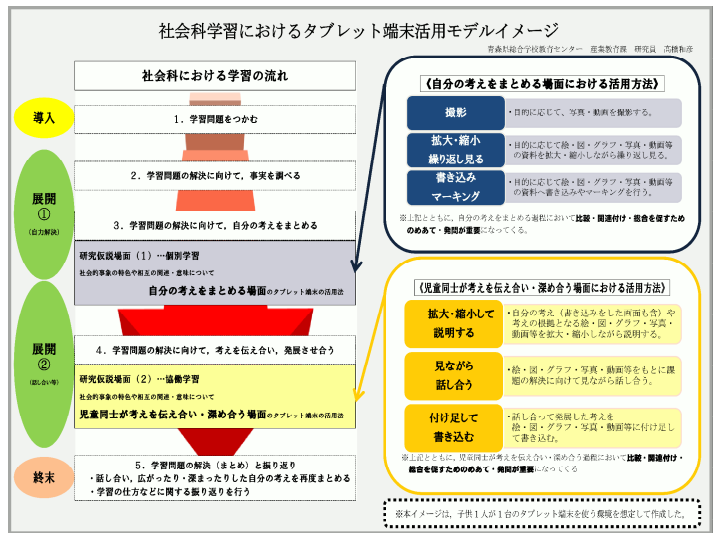 社会科学習におけるタブレット端末活用モデルイメージ
青森県総合学校教育センター 産業教育課 研究員 髙橋和彦
社会科における学習の流れ
導入
1．学習問題をつかむ
展開
①
(自力解決)
2．学習問題の解決に向けて，事実を調べる
3．学習問題の解決に向けて，自分の考えをまとめる
研究仮説場面（1）…個別学習
社会的事象の特色や相互の関連・意味について
自分の考えをまとめる場面のタブレット端末の活用法
展開
②
(話し合い等)
4．学習問題の解決に向けて，考えを伝え合い，発展させ合う
研究仮説場面（2）…協働学習
社会的事象の特色や相互の関連・意味について
児童同士が考えを伝え合い・深め合う場面のタブレット端末の活用法
終末
5．学習問題の解決（まとめ）と振り返り
・話し合い，広がったり・深まったりした自分の考えを再度まとめる
・学習の仕方などに関する振り返りを行う
《自分の考えをまとめる場面における活用方法》
撮影
・目的に応じて、写真・動画を撮影する。
拡大・縮小
繰り返し見る
・目的に応じて絵・図・グラフ・写真・動画等
の資料を拡大・縮小しながら繰り返し見る。
書き込み
マーキング
・目的に応じて絵・図・グラフ・写真・動画等
の資料へ書き込みやマーキングを行う。
※上記とともに、自分の考えをまとめる過程において比較・関連付け・総合を促すため
のめあて・発問が重要になってくる。
《児童同士が考えを伝え合い・深め合う場面における活用方法》
拡大・縮小して
説明する
・自分の考え（書き込みをした画面も含）や
考えの根拠となる絵・図・グラフ・写真・
動画等を拡大・縮小しながら説明する。
見ながら
話し合う
・絵・図・グラフ・写真・動画等をもとに課
題の解決に向けて見ながら話し合う。
付け足して
書き込む
・話し合って発展した考えを
絵・図・グラフ・写真・動画等に付け足し
て書き込む。
※上記とともに、児童同士が考えを伝え合い・深め合う過程において比較・関連付け・
総合を促すためのめあて・発問が重要になってくる
※本イメージは、子供１人が１台のタブレット端末を使う環境を想定して作成した。